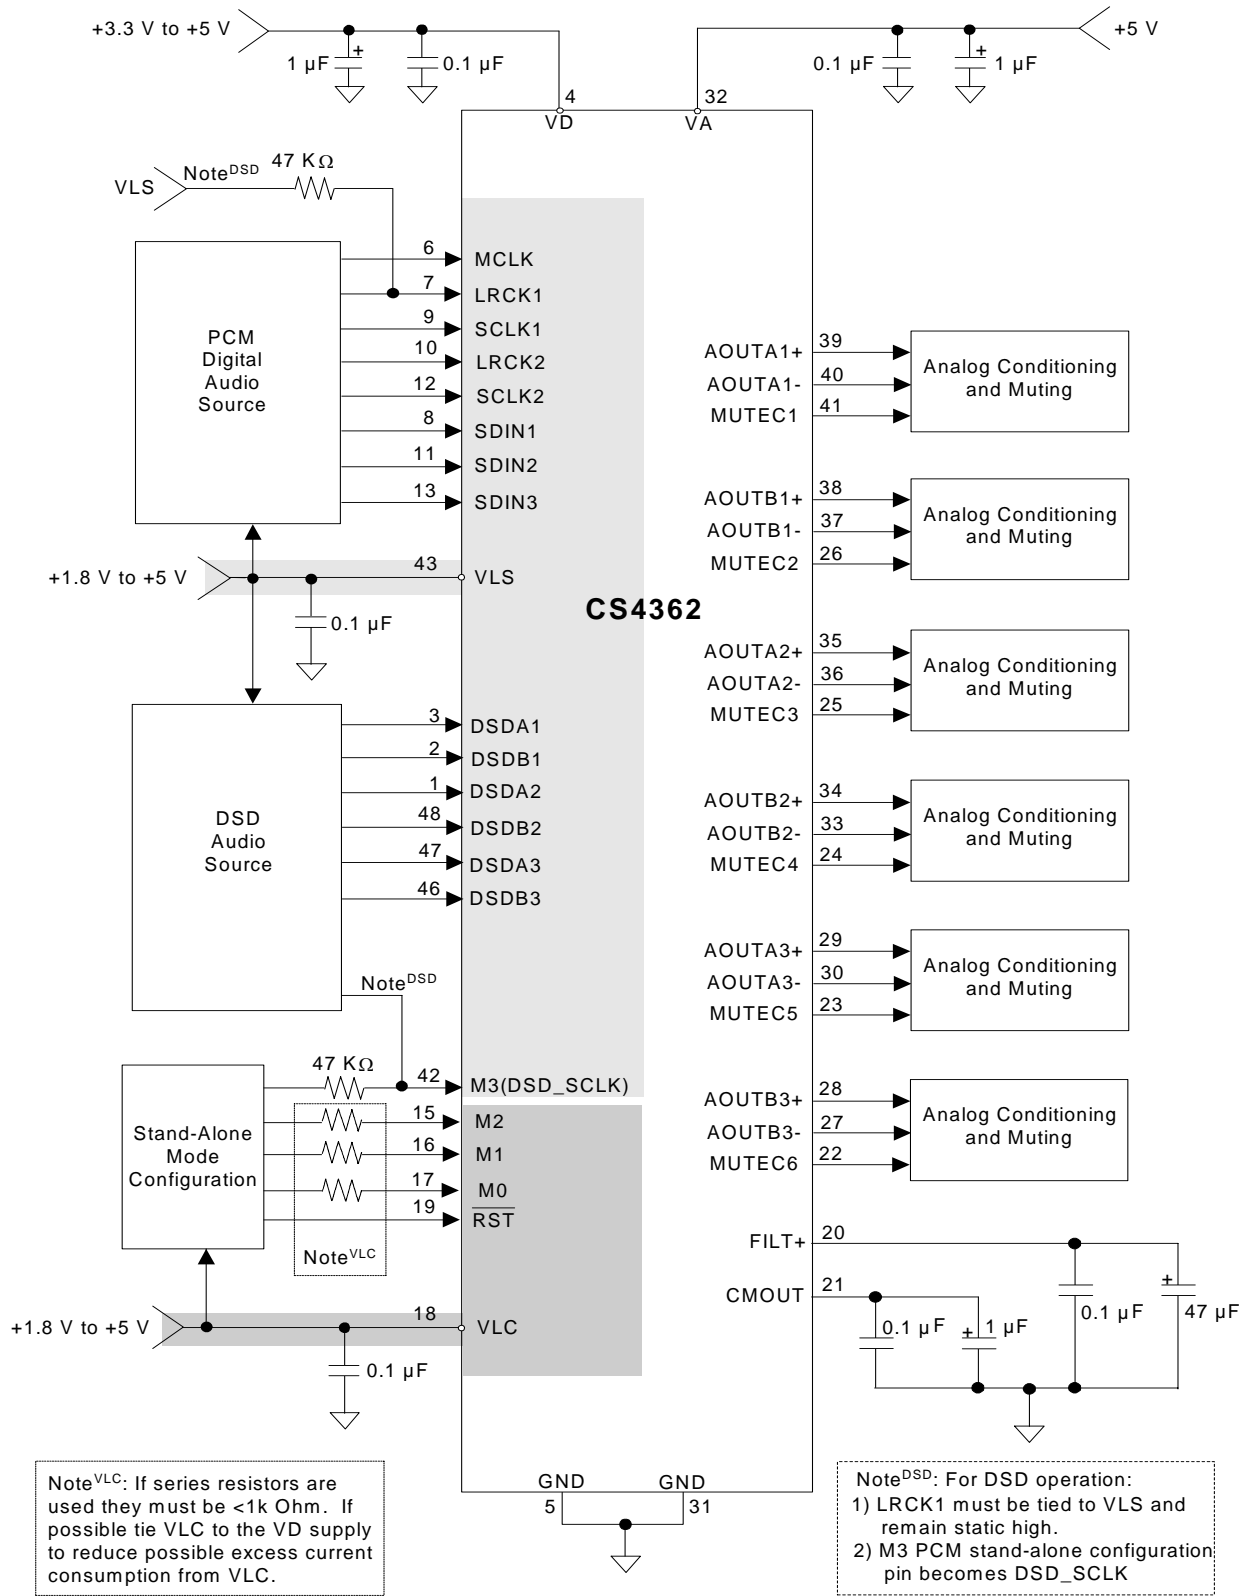 +3.3 V to +5 V
1 µF
+
0.1 µF
0.1 µF
+
1 µF
+5 V
4
VD
32
VA
VLS
Note^DSD
47 KΩ
PCM
Digital
Audio
Source
6
MCLK
7
LRCK1
9
SCLK1
10
LRCK2
12
SCLK2
8
SDIN1
11
SDIN2
13
SDIN3
+1.8 V to +5 V
43
VLS
0.1 µF
CS4362
DSD
Audio
Source
3
DSDA1
2
DSDB1
1
DSDA2
48
DSDB2
47
DSDA3
46
DSDB3
Note^DSD
Stand-Alone
Mode
Configuration
47 KΩ
42
M3(DSD_SCLK)
15
M2
16
M1
17
M0
19
RST
Note^VLC
+1.8 V to +5 V
18
VLC
0.1 µF
AOUTA1+
39
AOUTA1-
40
MUTEC1
41
Analog Conditioning
and Muting
AOUTB1+
38
AOUTB1-
37
MUTEC2
26
Analog Conditioning
and Muting
AOUTA2+
35
AOUTA2-
36
MUTEC3
25
Analog Conditioning
and Muting
AOUTB2+
34
AOUTB2-
33
MUTEC4
24
Analog Conditioning
and Muting
AOUTA3+
29
AOUTA3-
30
MUTEC5
23
Analog Conditioning
and Muting
AOUTB3+
28
AOUTB3-
27
MUTEC6
22
Analog Conditioning
and Muting
FILT+
20
CMOUT
21
0.1 µF
+
1 µF
0.1 µF
+
47 µF
GND
5
GND
31
Note^VLC: If series resistors are
used they must be <1k Ohm. If
possible tie VLC to the VD supply
to reduce possible excess current
consumption from VLC.
Note^DSD: For DSD operation:
1) LRCK1 must be tied to VLS and
remain static high.
2) M3 PCM stand-alone configuration
pin becomes DSD_SCLK